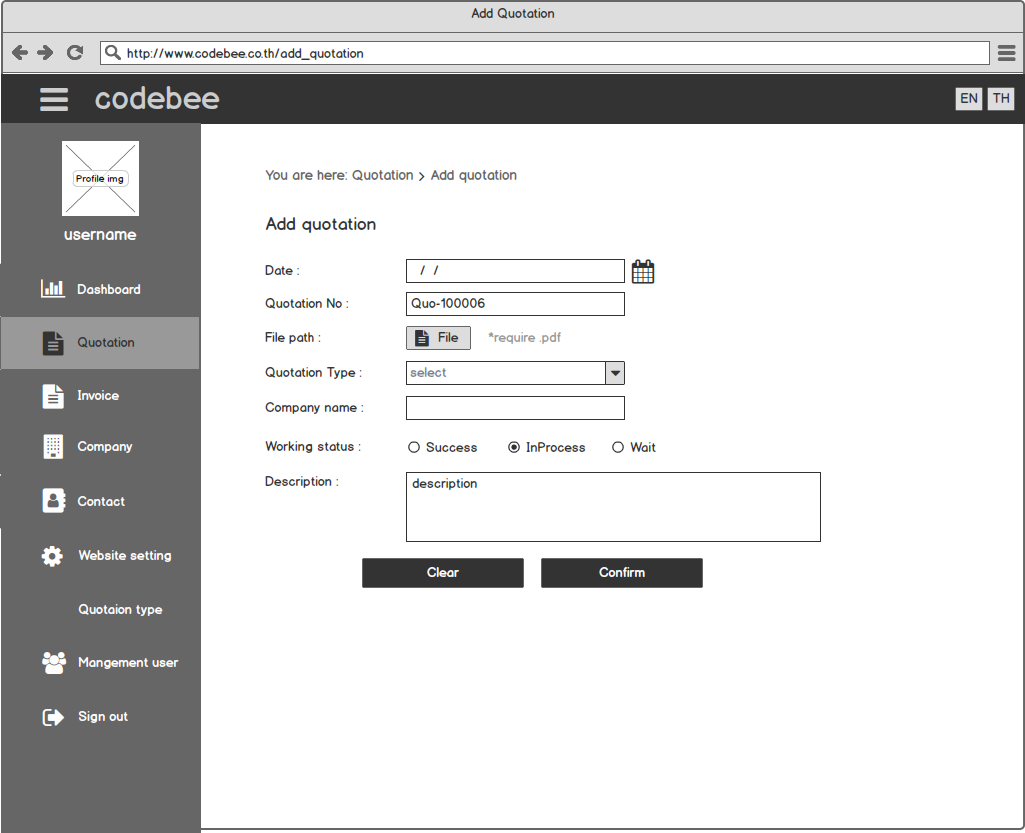 Add Quotation
http://www.codebee.co.th/add_quotation
codebee
EN TH
Profile img
username
Dashboard
Quotation
Invoice
Company
Contact
Website setting
Quotaion type
Mangement user
Sign out
You are here: Quotation > Add quotation
Add quotation
Date : / /
Quotation No : Quo-100006
File path : File *require .pdf
Quotation Type : select
Company name :
Working status : Success InProcess Wait
Description : description
Clear Confirm